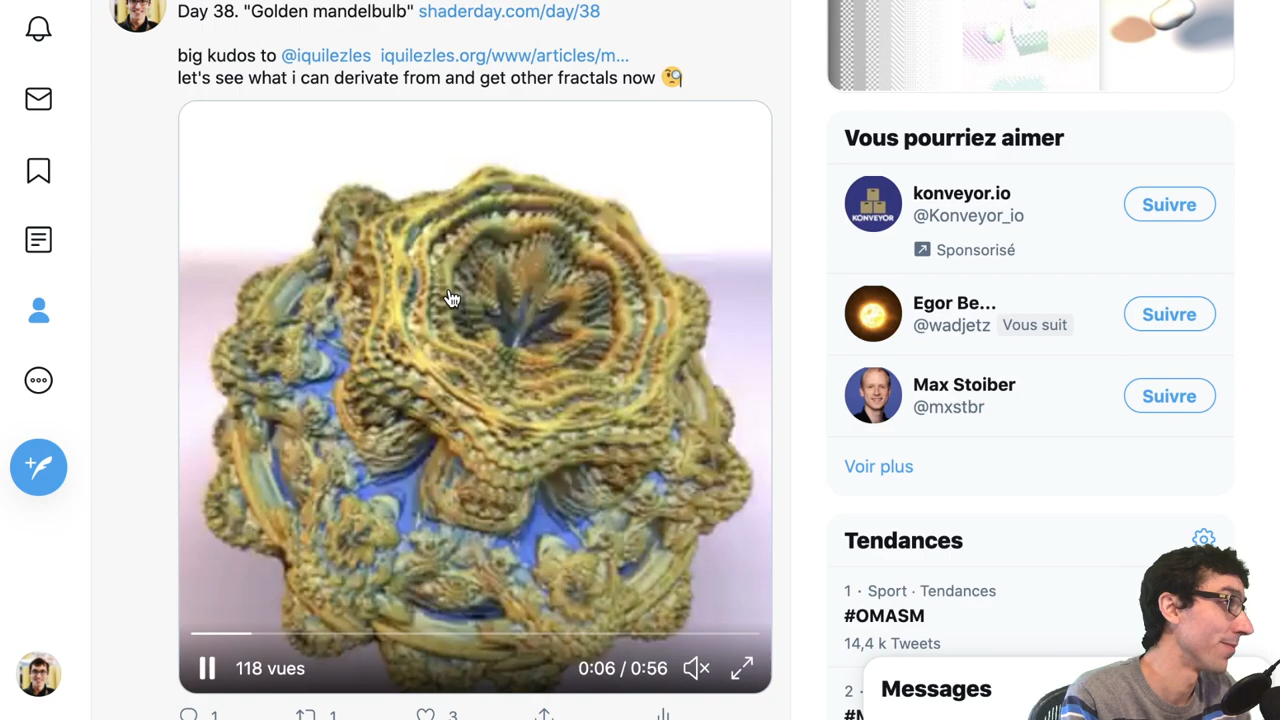 Day 38. "Golden mandelbulb" shaderday.com/day/38
big kudos to @iquilezles iquilezles.org/www/articles/m...
let's see what i can derivate from and get other fractals now 🧐
118 vues
0:06 / 0:56
1
1
3
Vous pourriez aimer
KONVEYOR
konveyor.io
@Konveyor_io
Sponsorisé
Suivre
Egor Be...
@wadjetz Vous suit
Suivre
Max Stoiber
@mxstbr
Suivre
Voir plus
Tendances
1 · Sport · Tendances
#OMASM
14,4 k Tweets
2 ·
Messages